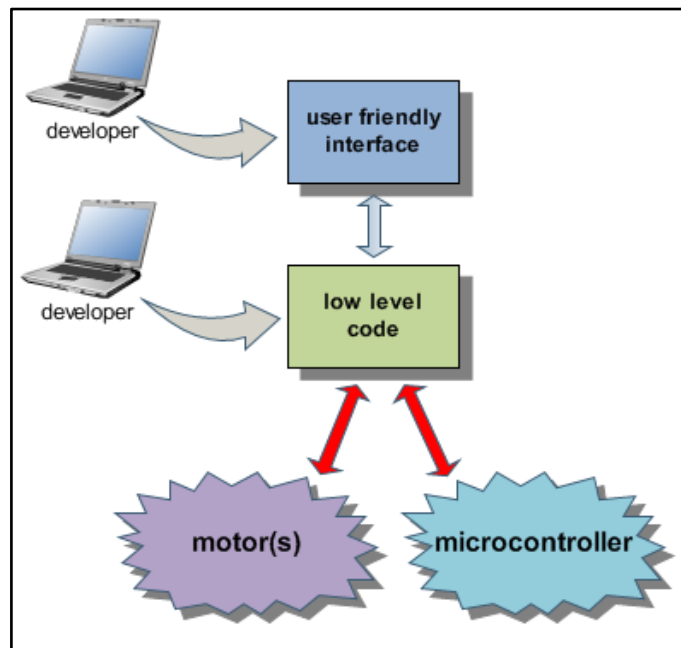 developer
user friendly
interface
developer
low level
code
motor(s)
microcontroller